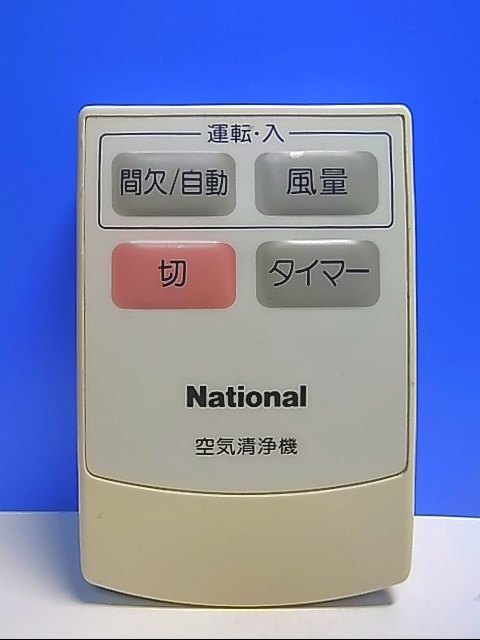 運転・入
間欠/自動 風量
切 タイマー
National
空気清浄機